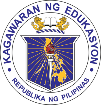 KAGAWARAN NG EDUKASYON
REPUBLIKA NG PILIPINAS